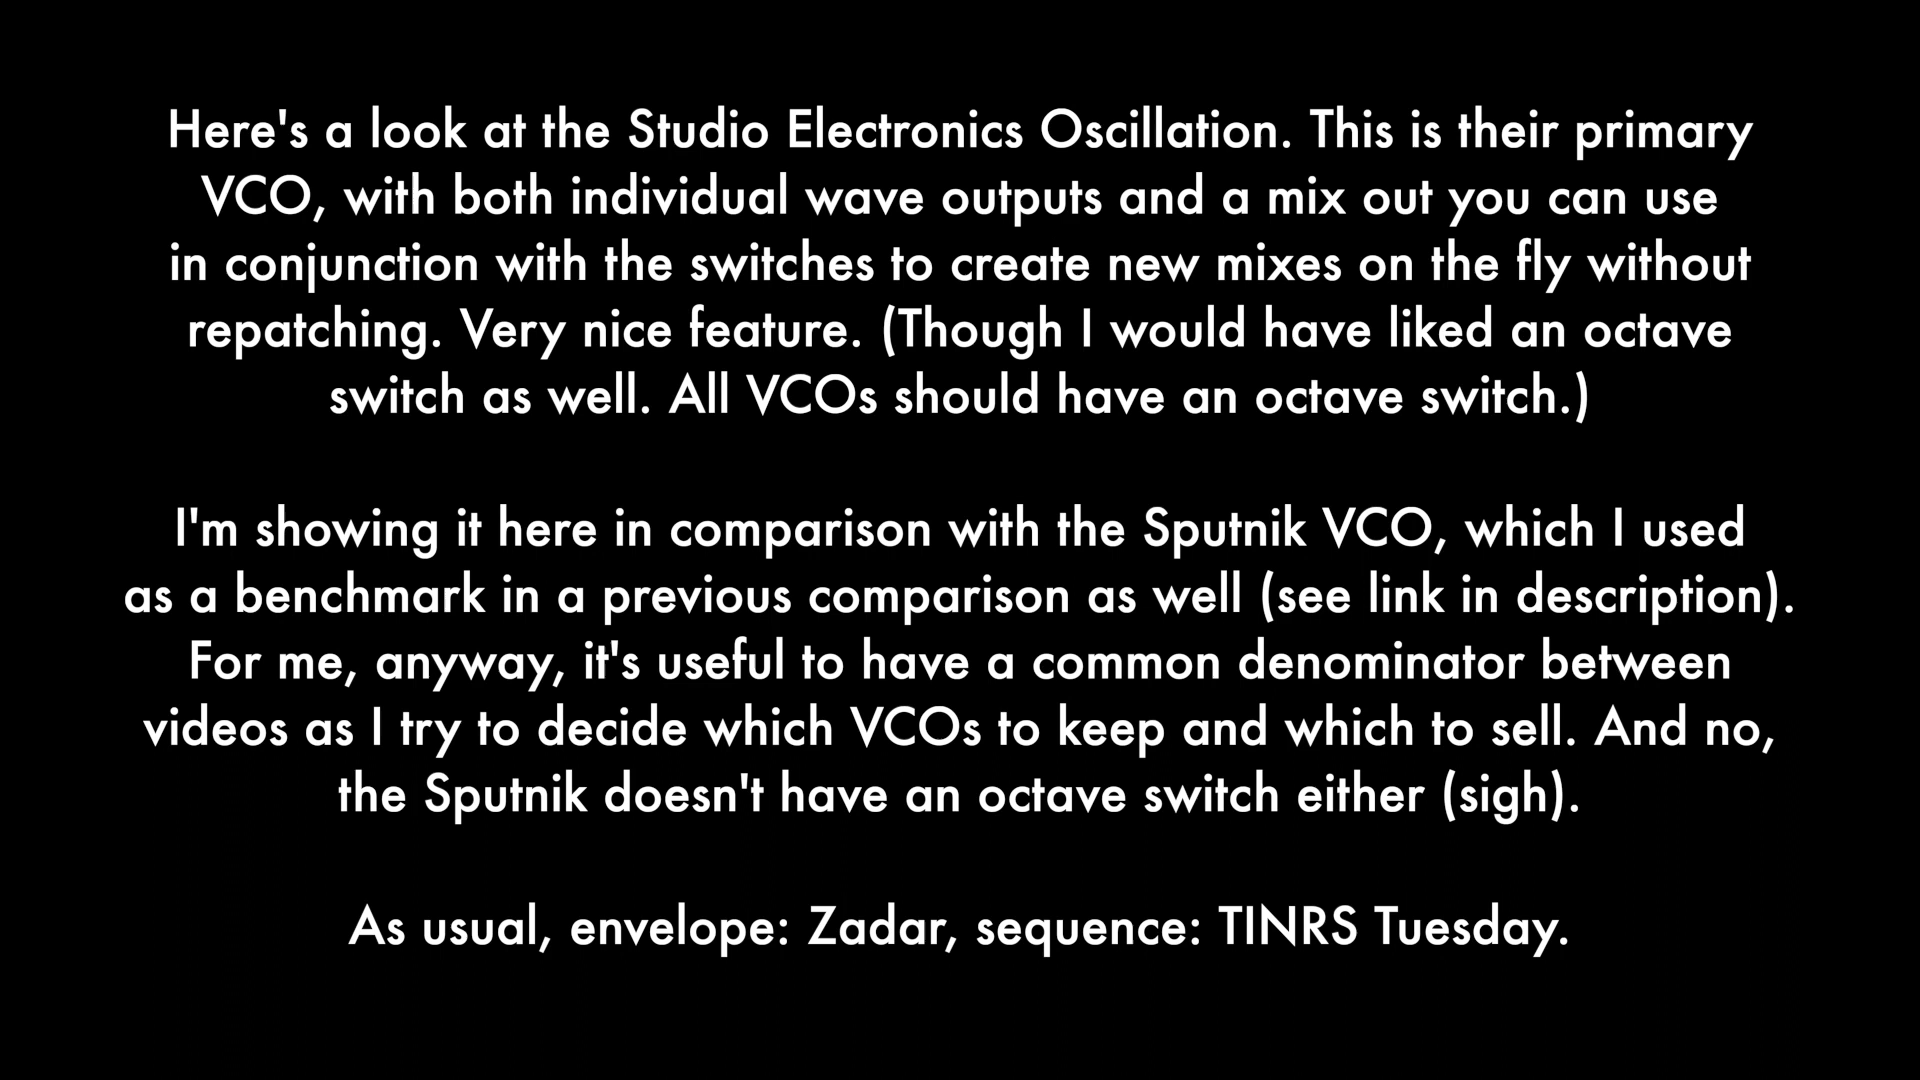 Here's a look at the Studio Electronics Oscillation. This is their primary
VCO, with both individual wave outputs and a mix out you can use
in conjunction with the switches to create new mixes on the fly without
repatching. Very nice feature. (Though I would have liked an octave
switch as well. All VCOs should have an octave switch.)
I'm showing it here in comparison with the Sputnik VCO, which I used
as a benchmark in a previous comparison as well (see link in description).
For me, anyway, it's useful to have a common denominator between
videos as I try to decide which VCOs to keep and which to sell. And no,
the Sputnik doesn't have an octave switch either (sigh).
As usual, envelope: Zadar, sequence: TINRS Tuesday.